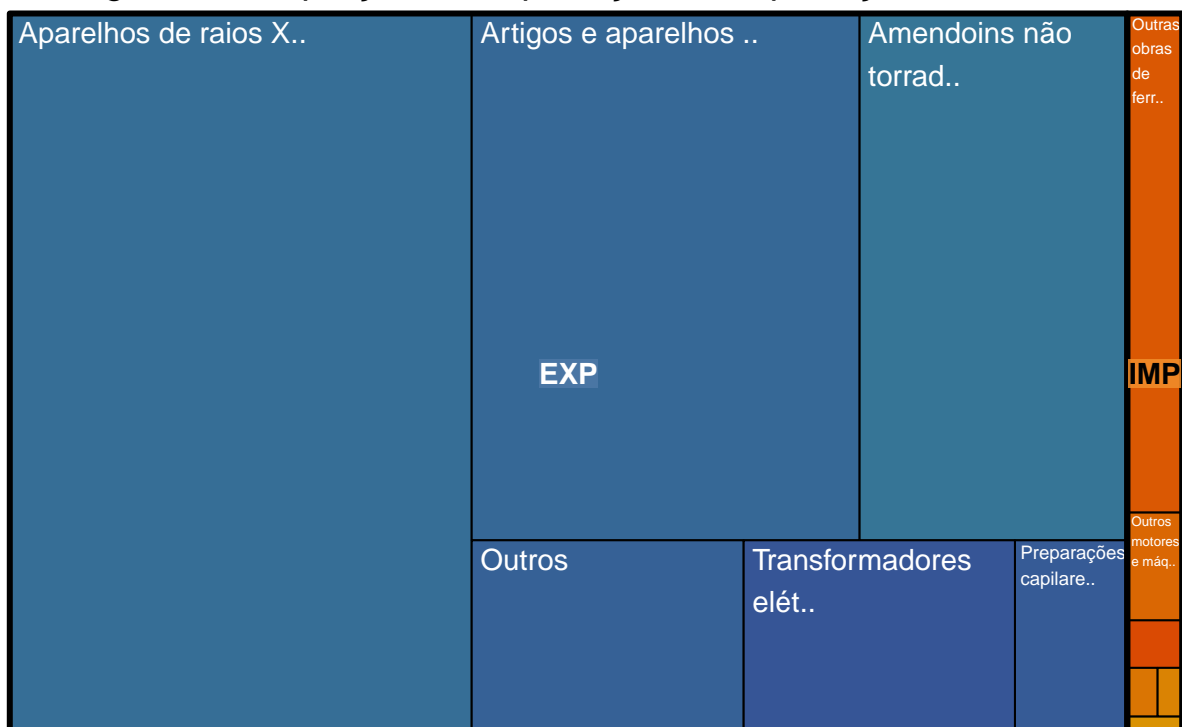 Aparelhos de raios X..
Artigos e aparelhos ..
Amendoins não
torrad..
Outras
obras
de
ferr..
EXP
IMP
Outros
Transformadores
elét..
Preparações
capilare..
Outros
motores
e máq..